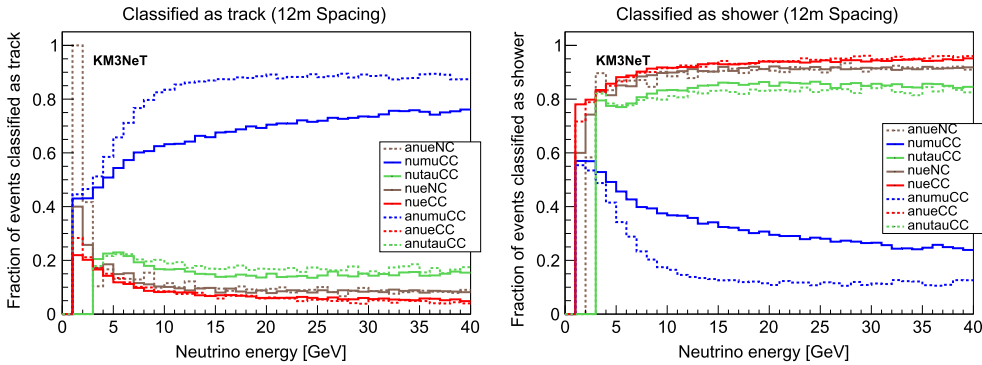 Classified as track (12m Spacing)
Fraction of events classified as track
1
0.8
0.6
0.4
0.2
0
KM3NeT
anueNC
numuCC
nutauCC
nueNC
nueCC
anumuCC
anueCC
anutauCC
0 5 10 15 20 25 30 35 40
Neutrino energy [GeV]
Classified as shower (12m Spacing)
Fraction of events classified as shower
1
0.8
0.6
0.4
0.2
0
KM3NeT
anueNC
numuCC
nutauCC
nueNC
nueCC
anumuCC
anueCC
anutauCC
0 5 10 15 20 25 30 35 40
Neutrino energy [GeV]